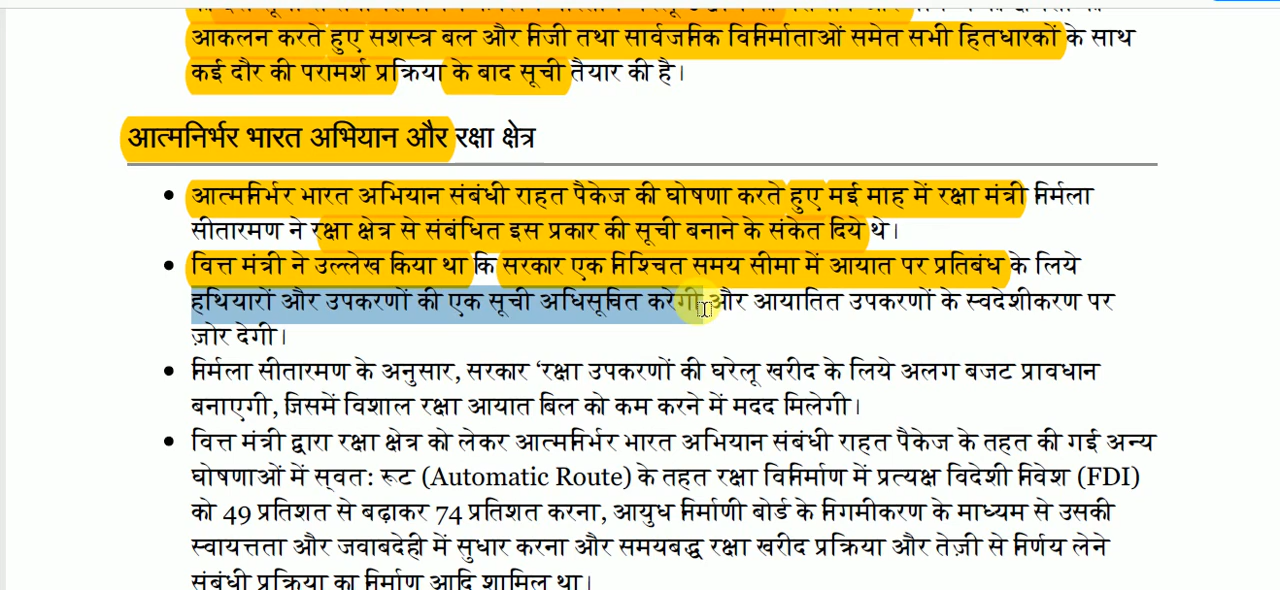 आकलन करते हुए सशस्त्र बल और निजी तथा सार्वजनिक विनिर्माताओं समेत सभी हितधारकों के साथ
कई दौर की परामर्श प्रक्रिया के बाद सूची तैयार की है।
आत्मनिर्भर भारत अभियान और रक्षा क्षेत्र
• आत्मनिर्भर भारत अभियान संबंधी राहत पैकेज की घोषणा करते हुए मई माह में रक्षा मंत्री निर्मला
सीतारमण ने रक्षा क्षेत्र से संबंधित इस प्रकार की सूची बनाने के संकेत दिये थे।
• वित्त मंत्री ने उल्लेख किया था कि सरकार एक निश्चित समय सीमा में आयात पर प्रतिबंध के लिये
हथियारों और उपकरणों की एक सूची अधिसूचित करेगी और आयातित उपकरणों के स्वदेशीकरण पर
ज़ोर देगी।
• निर्मला सीतारमण के अनुसार, सरकार ‘रक्षा उपकरणों की घरेलू खरीद के लिये अलग बजट प्रावधान
बनाएगी, जिसमें विशाल रक्षा आयात बिल को कम करने में मदद मिलेगी।
• वित्त मंत्री द्वारा रक्षा क्षेत्र को लेकर आत्मनिर्भर भारत अभियान संबंधी राहत पैकेज के तहत की गई अन्य
घोषणाओं में स्वत: रूट (Automatic Route) के तहत रक्षा विनिर्माण में प्रत्यक्ष विदेशी निवेश (FDI)
को 49 प्रतिशत से बढ़ाकर 74 प्रतिशत करना, आयुध निर्माणी बोर्ड के निगमीकरण के माध्यम से उसकी
स्वायत्तता और जवाबदेही में सुधार करना और समयबद्ध रक्षा खरीद प्रक्रिया और तेज़ी से निर्णय लेने
संबंधी प्रक्रिया का निर्माण आदि शामिल था।